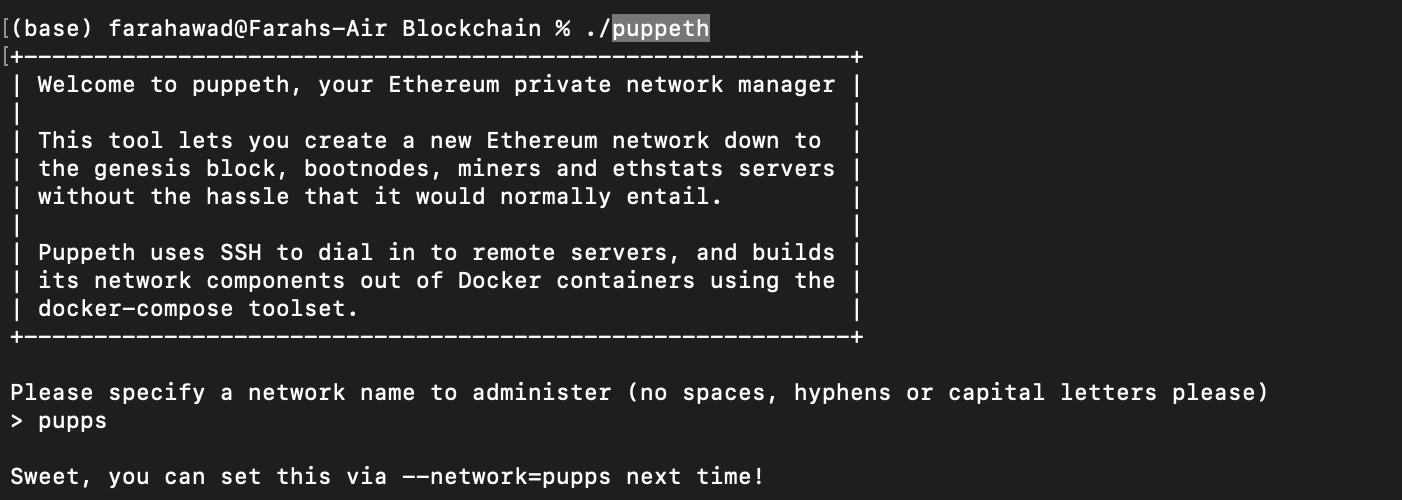 [(base) farahawad@Farahs-Air Blockchain % ./puppeth
[+-----------------------------------------------------------+
| Welcome to puppeth, your Ethereum private network manager |
|                                                           |
| This tool lets you create a new Ethereum network down to  |
| the genesis block, bootnodes, miners and ethstats servers |
| without the hassle that it would normally entail.         |
|                                                           |
| Puppeth uses SSH to dial in to remote servers, and builds |
| its network components out of Docker containers using the |
| docker-compose toolset.                                   |
+-----------------------------------------------------------+
Please specify a network name to administer (no spaces, hyphens or capital letters please)
> pupps
Sweet, you can set this via --network=pupps next time!